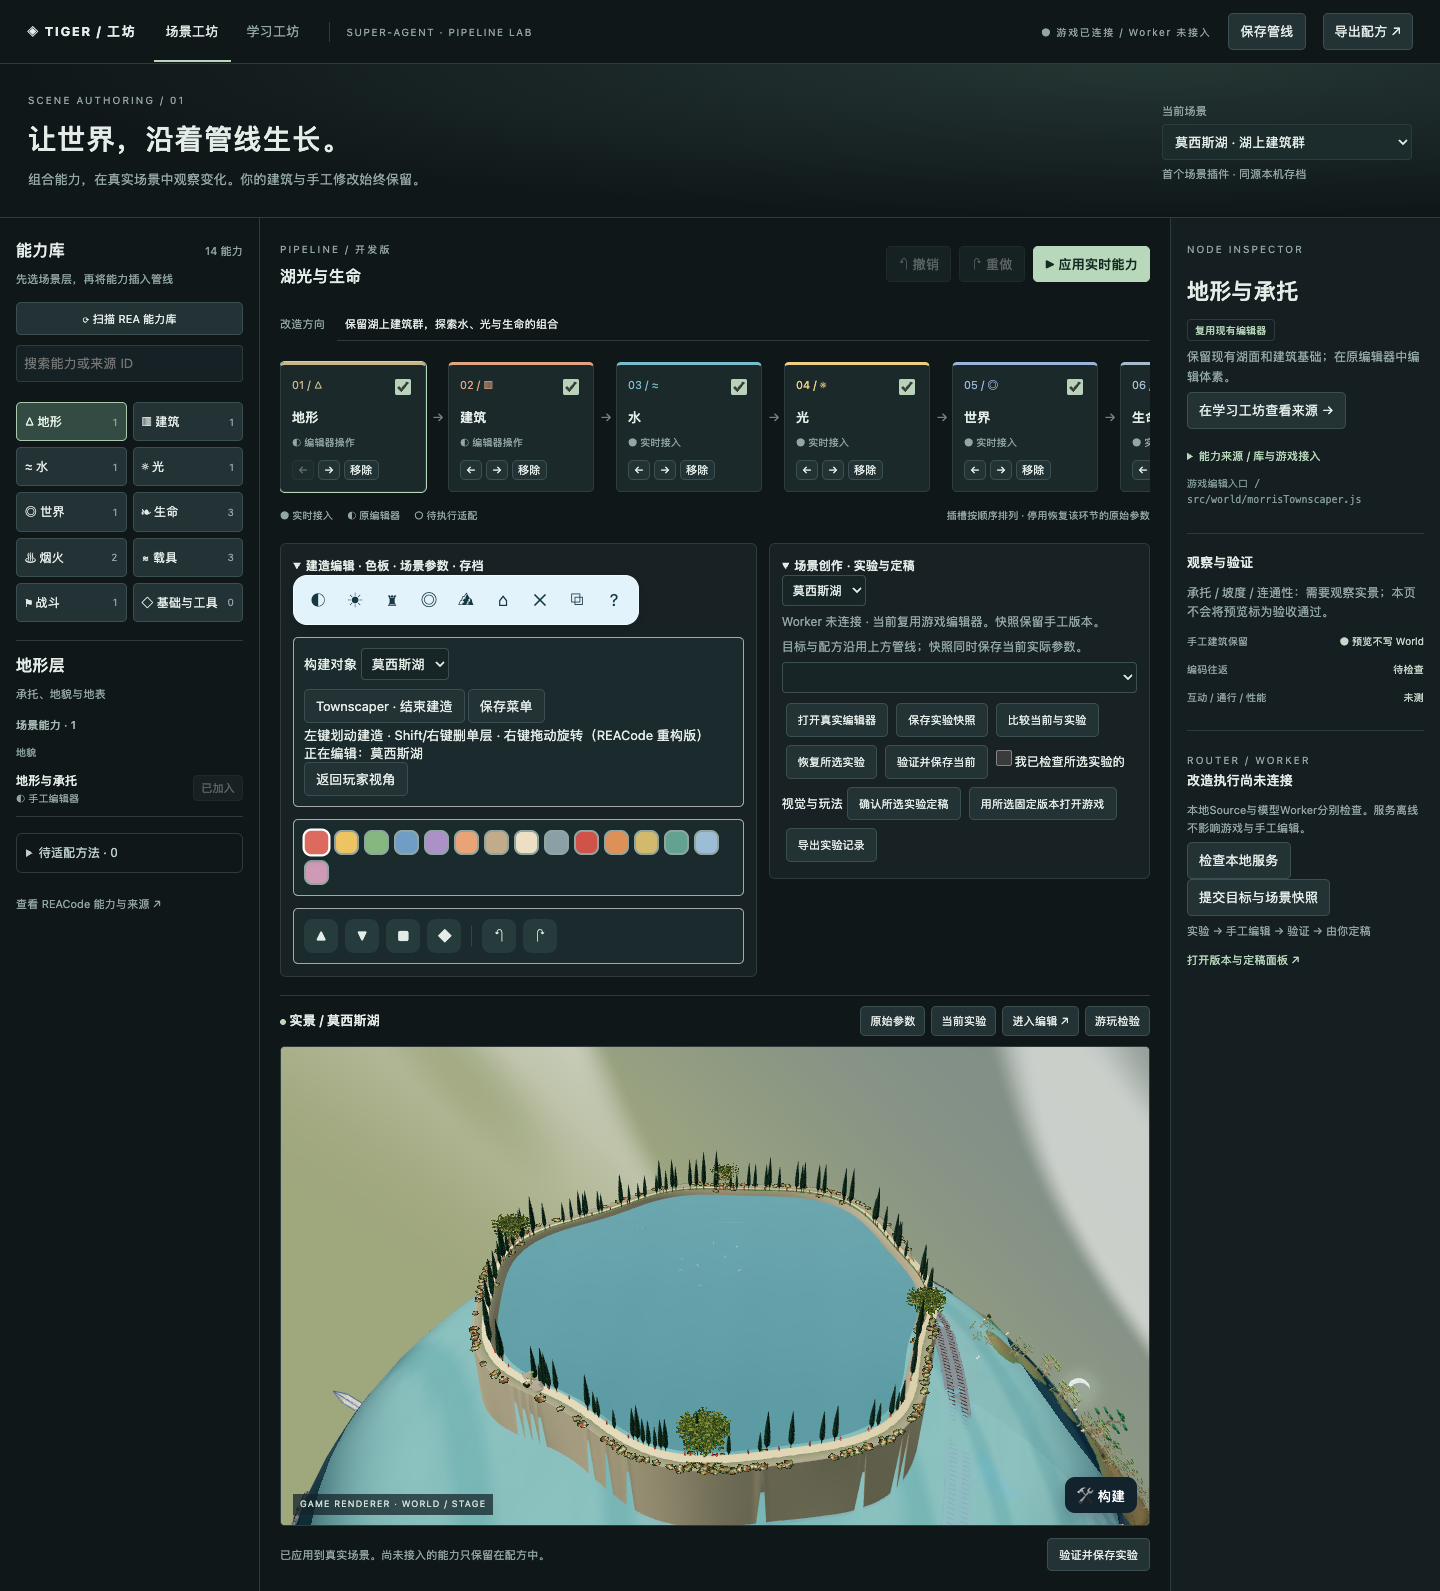 ◈ TIGER / 工坊
场景工坊
学习工坊
SUPER-AGENT · PIPELINE LAB
● 游戏已连接 / Worker 未接入
保存管线
导出配方 ↗
SCENE AUTHORING / 01
让世界，沿着管线生长。
组合能力，在真实场景中观察变化。你的建筑与手工修改始终保留。
当前场景
莫西斯湖 · 湖上建筑群
首个场景插件 · 同源本机存档
能力库
14 能力
先选场景层，再将能力插入管线
⟳ 扫描 REA 能力库
搜索能力或来源 ID
地形 1
建筑 1
≈ 水 1
光 1
◎ 世界 1
生命 3
烟火 2
载具 3
战斗 1
◇ 基础与工具 0
地形层
承托、地貌与地表
场景能力 · 1
地貌
地形与承托
◐ 手工编辑器
已加入
▶ 待适配方法 · 0
查看 REACode 能力与来源 ↗
PIPELINE / 开发版
湖光与生命
撤销
重做
▶ 应用实时能力
改造方向
保留湖上建筑群，探索水、光与生命的组合
01 / △
地形
◐ 编辑器操作
← → 移除
→
02 / ▥
建筑
◐ 编辑器操作
← → 移除
→
03 / ≈
水
● 实时接入
← → 移除
→
04 / ☀
光
● 实时接入
← → 移除
→
05 / ◎
世界
● 实时接入
← → 移除
→
06 /
● 实时接入
◐ 原编辑器
○ 待执行适配
插槽按顺序排列 · 停用恢复该环节的原始参数
▼ 建造编辑 · 色板 · 场景参数 · 存档
?
构建对象 莫西斯湖
Townscaper · 结束建造
保存菜单
左键划动建造 · Shift/右键删单层 · 右键拖动旋转（REACode 重构版）
正在编辑：莫西斯湖
返回玩家视角
▼ 场景创作 · 实验与定稿
莫西斯湖
Worker 未连接 · 当前复用游戏编辑器。快照保留手工版本。
目标与配方沿用上方管线；快照同时保存当前实际参数。
打开真实编辑器
保存实验快照
比较当前与实验
恢复所选实验
验证并保存当前
我已检查所选实验的
视觉与玩法
确认所选实验定稿
用所选固定版本打开游戏
导出实验记录
● 实景 / 莫西斯湖
原始参数
当前实验
进入编辑 ↗
游玩检验
GAME RENDERER · WORLD / STAGE
构建
已应用到真实场景。尚未接入的能力只保留在配方中。
验证并保存实验
NODE INSPECTOR
地形与承托
复用现有编辑器
保留现有湖面和建筑基础；在原编辑器中编
辑体素。
在学习工坊查看来源 →
▶ 能力来源 / 库与游戏接入
游戏编辑入口 /
src/world/morrisTownscaper.js
观察与验证
承托 / 坡度 / 连通性：需要观察实景；本页
不会将预览标为验收通过。
手工建筑保留
● 预览不写 World
编码往返
待检查
互动 / 通行 / 性能
未测
ROUTER / WORKER
改造执行尚未连接
本地Source与模型Worker分别检查。服务离线
不影响游戏与手工编辑。
检查本地服务
提交目标与场景快照
实验 → 手工编辑 → 验证 → 由你定稿
打开版本与定稿面板 ↗